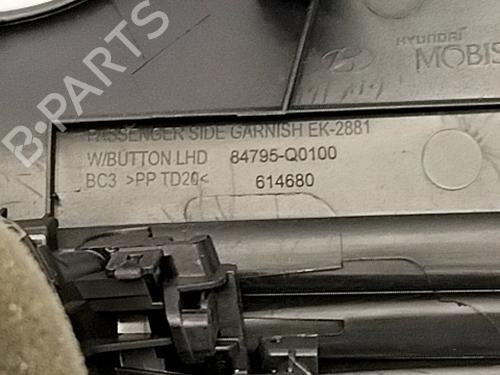 B-PARTS
HYUNDAI
MOBIS
PASSENGER SIDE GARNISH EK-2881
W/BUTTON LHD 84795-Q0100
BC3 >PP TD20< 614680